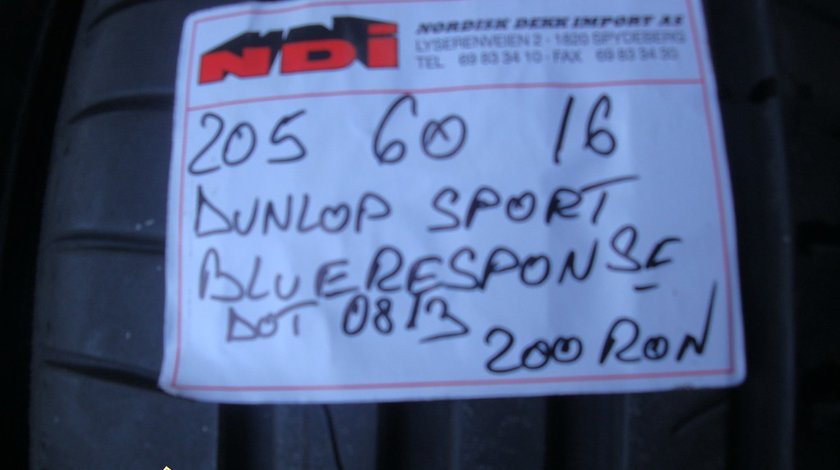 NDI
NORDISK DEKK IMPORT AS
LYSERENVEIEN 2 - 1820 SPYDEBERG
TEL 69 83 34 10 - FAX 69 83 34 30
205 60 16
DUNLOP SPORT
BLUERESPONSE
DOT 0813
200 RON